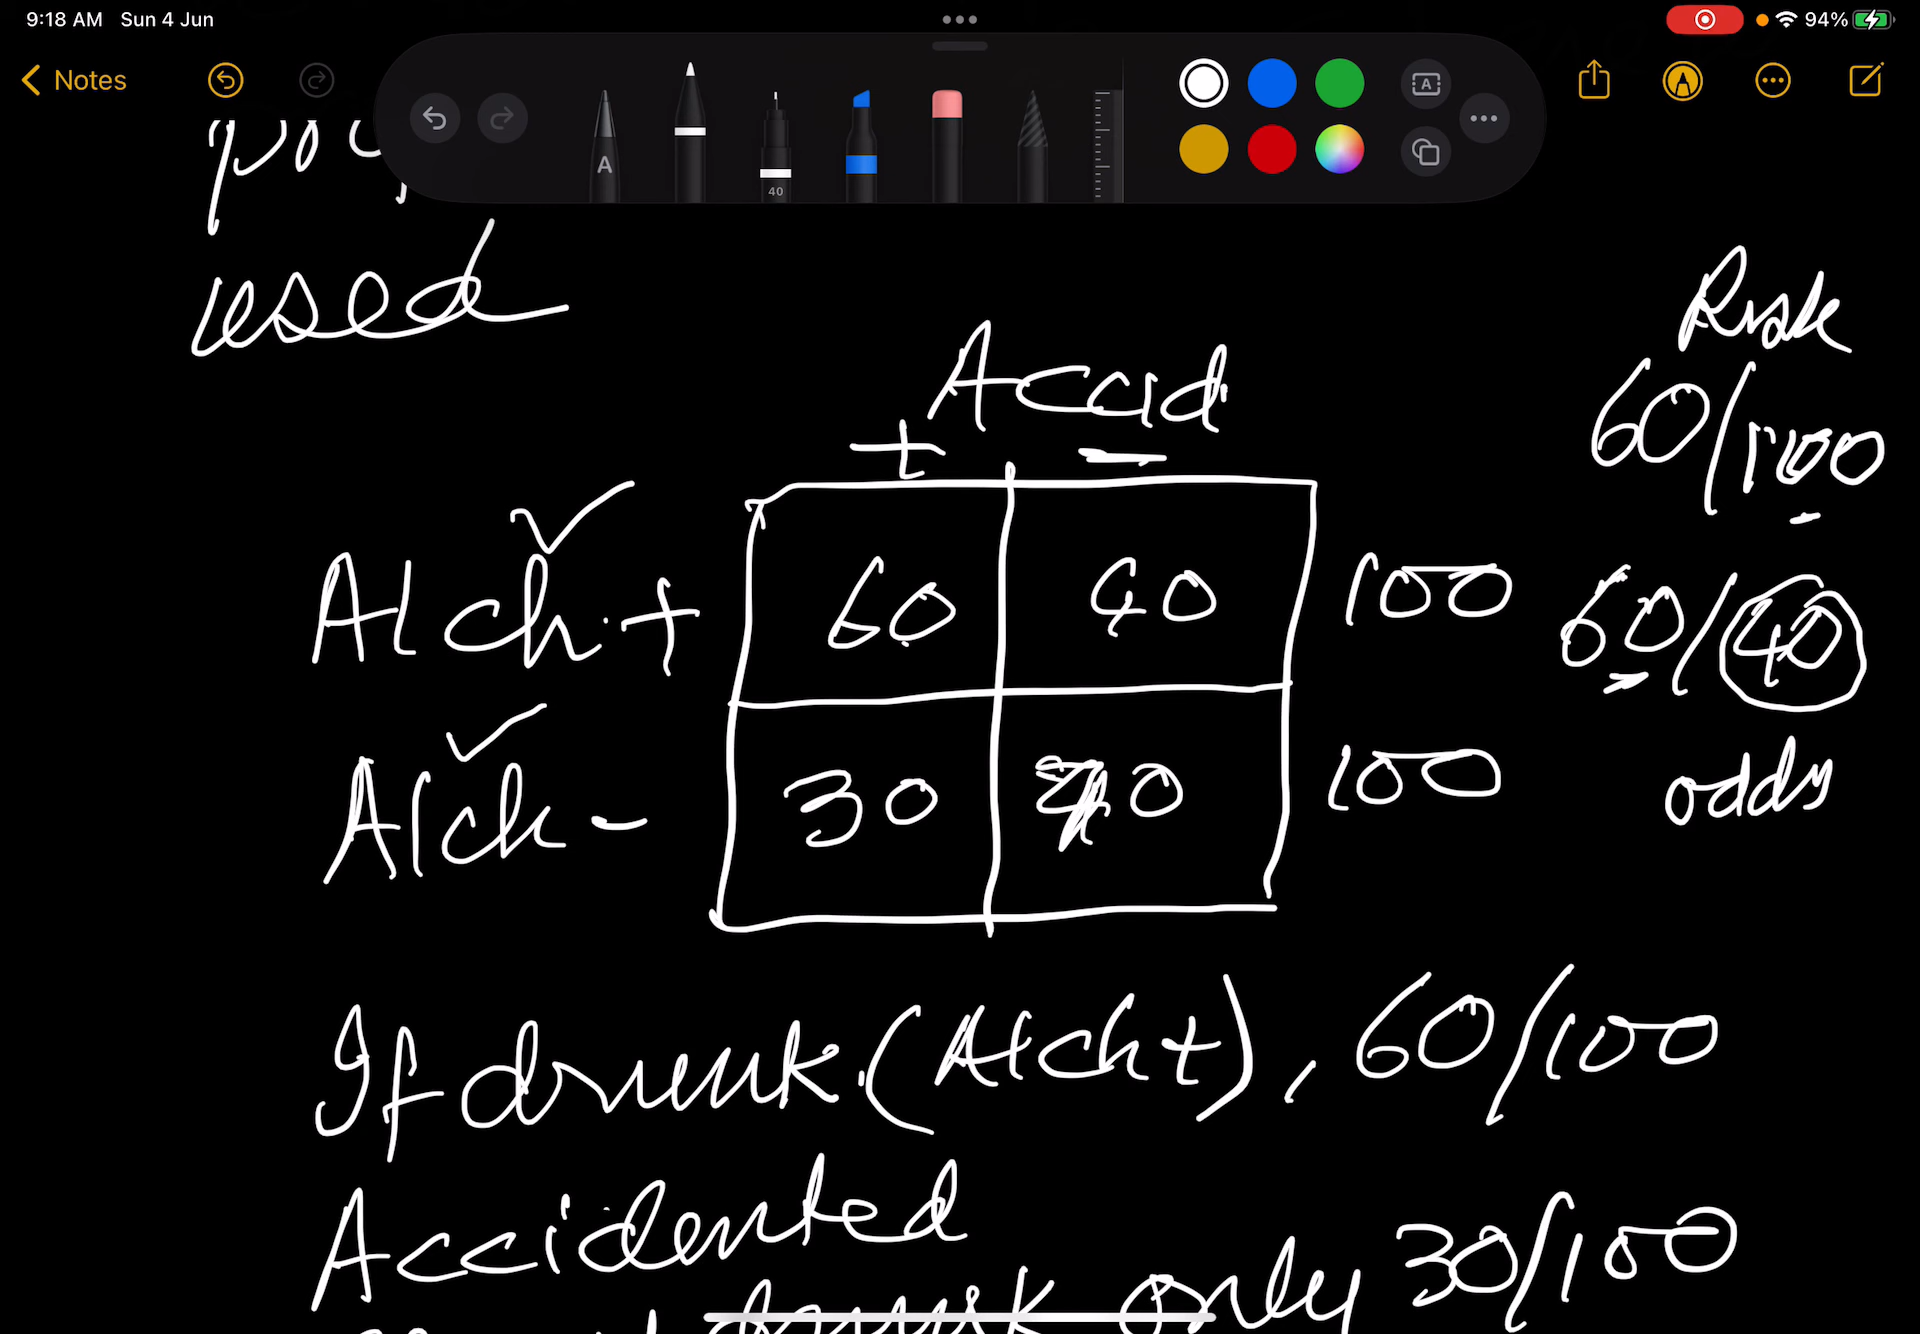 9:18 AM Sun 4 Jun
94%
Notes
A
40
A
used
Risk
Accid
60/100
+ −
Alch + 60 40 100 60/40
Alch − 30 70 100 odds
If drunk (Alch +), 60/100
Accidented
drunk only 30/100